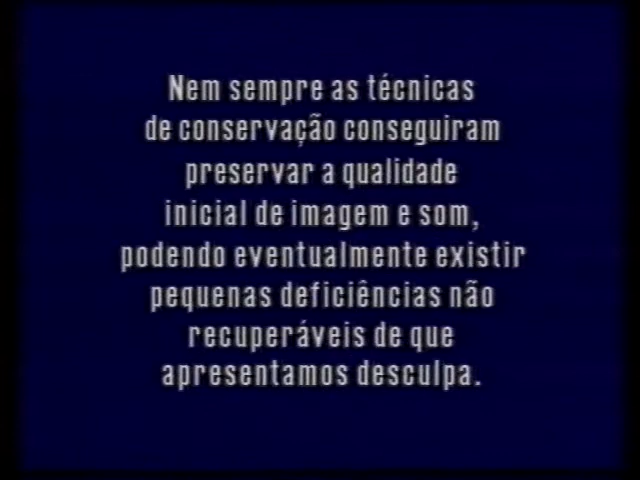 Nem sempre as técnicas
de conservação conseguiram
preservar a qualidade
inicial de imagem e som,
podendo eventualmente existir
pequenas deficiências não
recuperáveis de que
apresentamos desculpa.